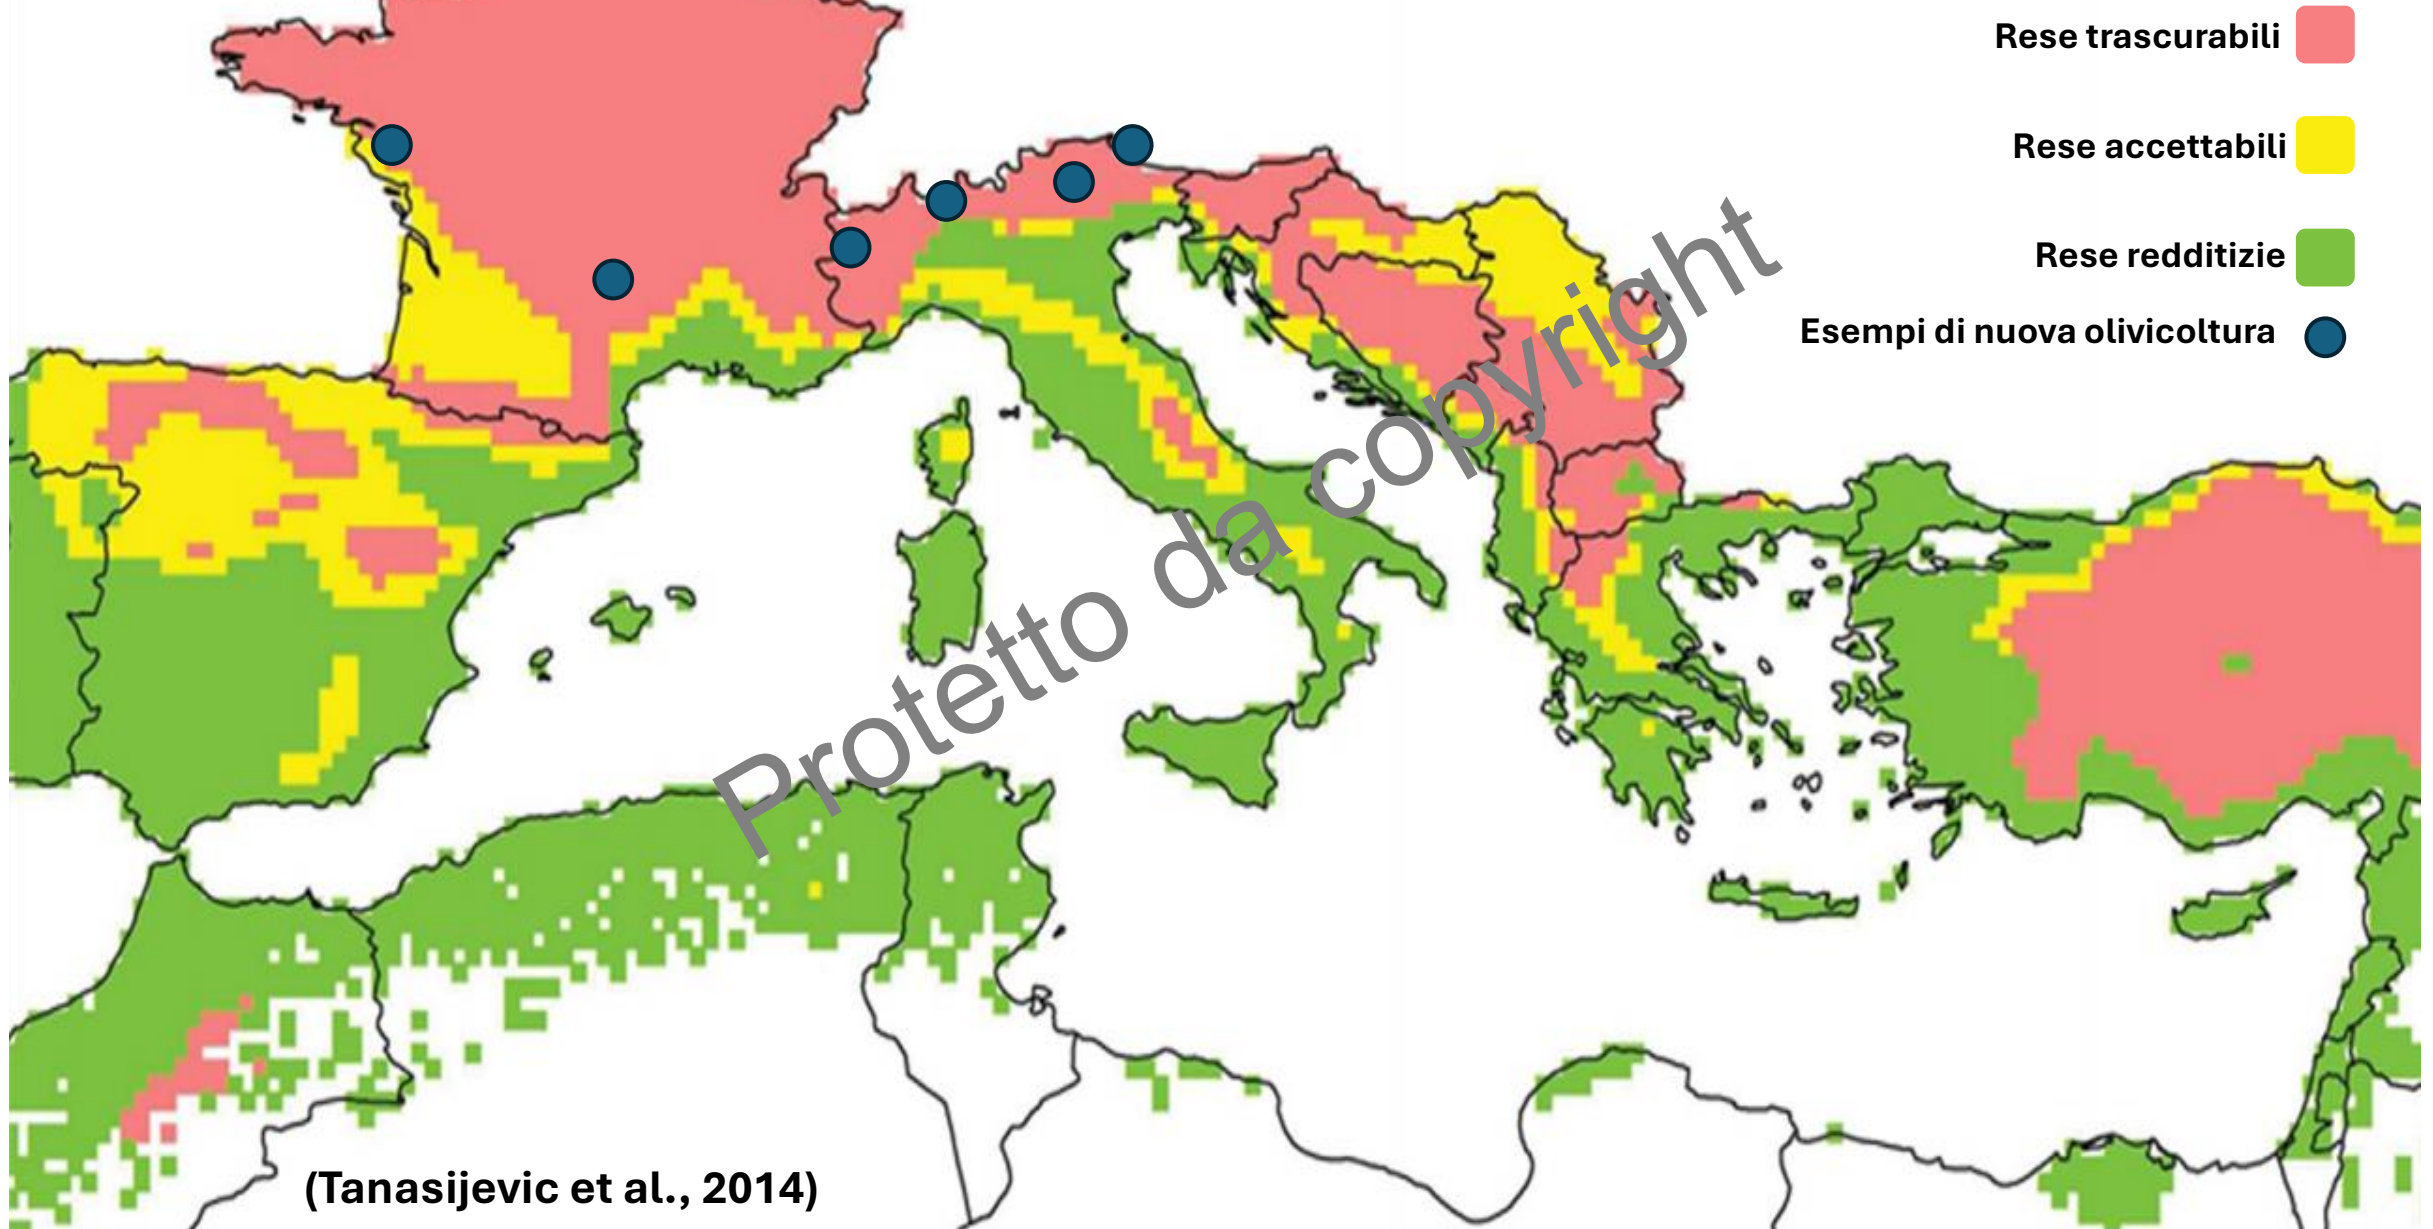 Rese trascurabili
Rese accettabili
Rese redditizie
Esempi di nuova olivicoltura
Protetto da copyright
(Tanasijevic et al., 2014)